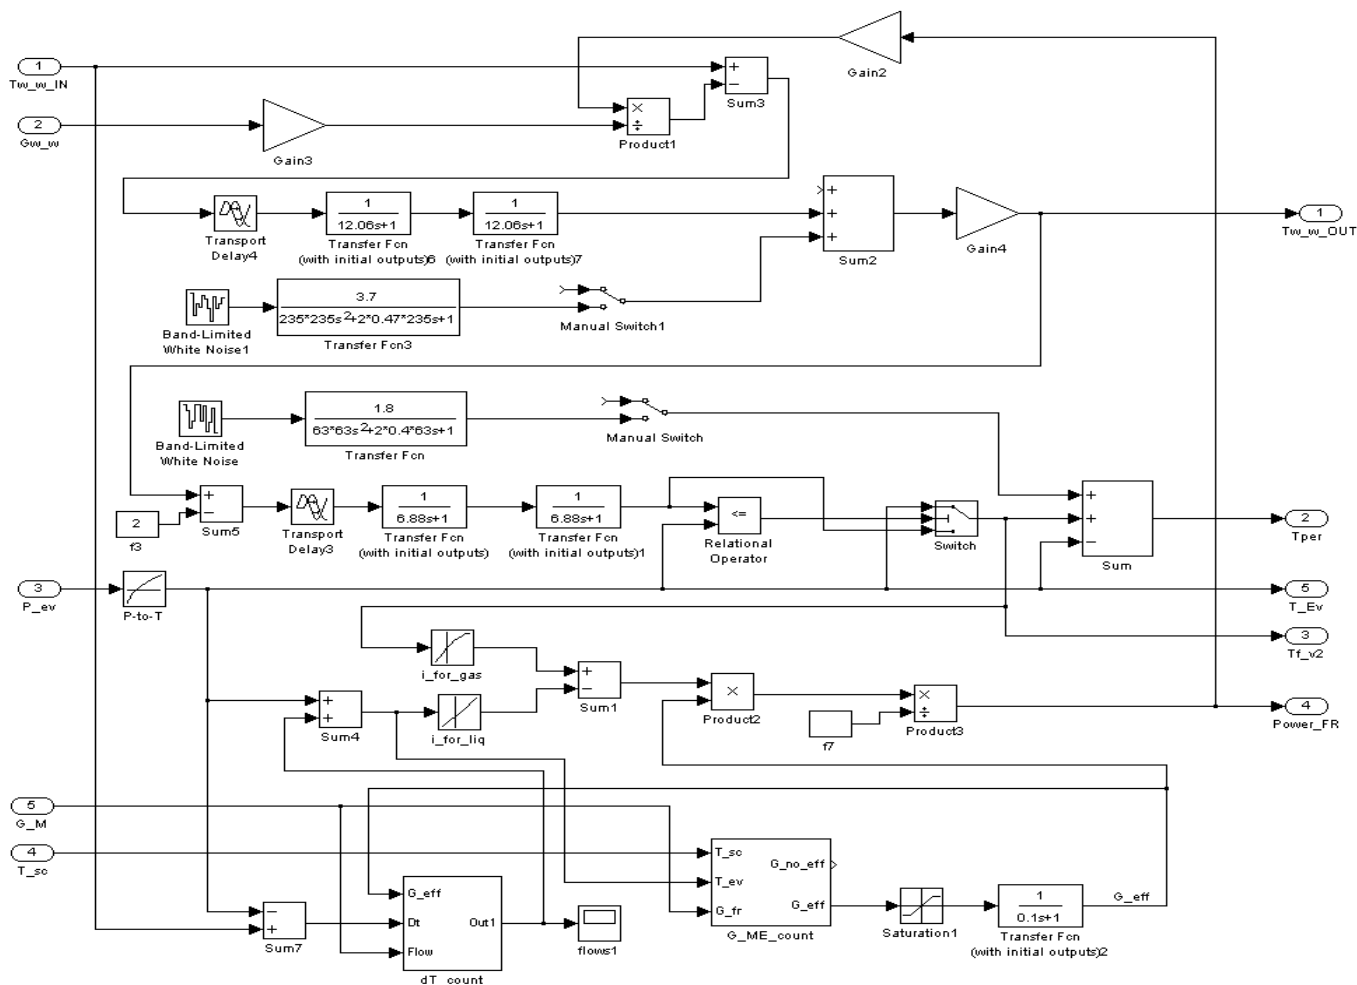 Gain2
1
Tw_w_IN
+
−
Sum3
2
Gw_w
Gain3
×
÷
Product1
Transport
Delay4
1
12.06s+1
Transfer Fcn
(with initial outputs)6
1
12.06s+1
Transfer Fcn
(with initial outputs)7
+
+
+
Sum2
Gain4
1
Tw_w_OUT
Band-Limited
White Noise1
3.7
235*235s²+2*0.47*235s+1
Transfer Fcn3
Manual Switch1
Band-Limited
White Noise
1.8
63*63s²+2*0.4*63s+1
Transfer Fcn
Manual Switch
2
f3
+
−
Sum5
Transport
Delay3
1
6.88s+1
Transfer Fcn
(with initial outputs)
1
6.88s+1
Transfer Fcn
(with initial outputs)1
<=
Relational
Operator
Switch
+
+
−
Sum
2
Tper
3
P_ev
P-to-T
5
T_Ev
3
Tf_v2
i_for_gas
i_for_liq
+
−
Sum1
+
+
Sum4
×
Product2
f7
×
÷
Product3
4
Power_FR
5
G_M
4
T_sc
−
+
Sum7
G_eff
Dt
Flow
Out1
dT_count
flows1
T_sc
T_ev
G_fr
G_no_eff
G_eff
G_ME_count
Saturation1
1
0.1s+1
Transfer Fcn
(with initial outputs)2
G_eff